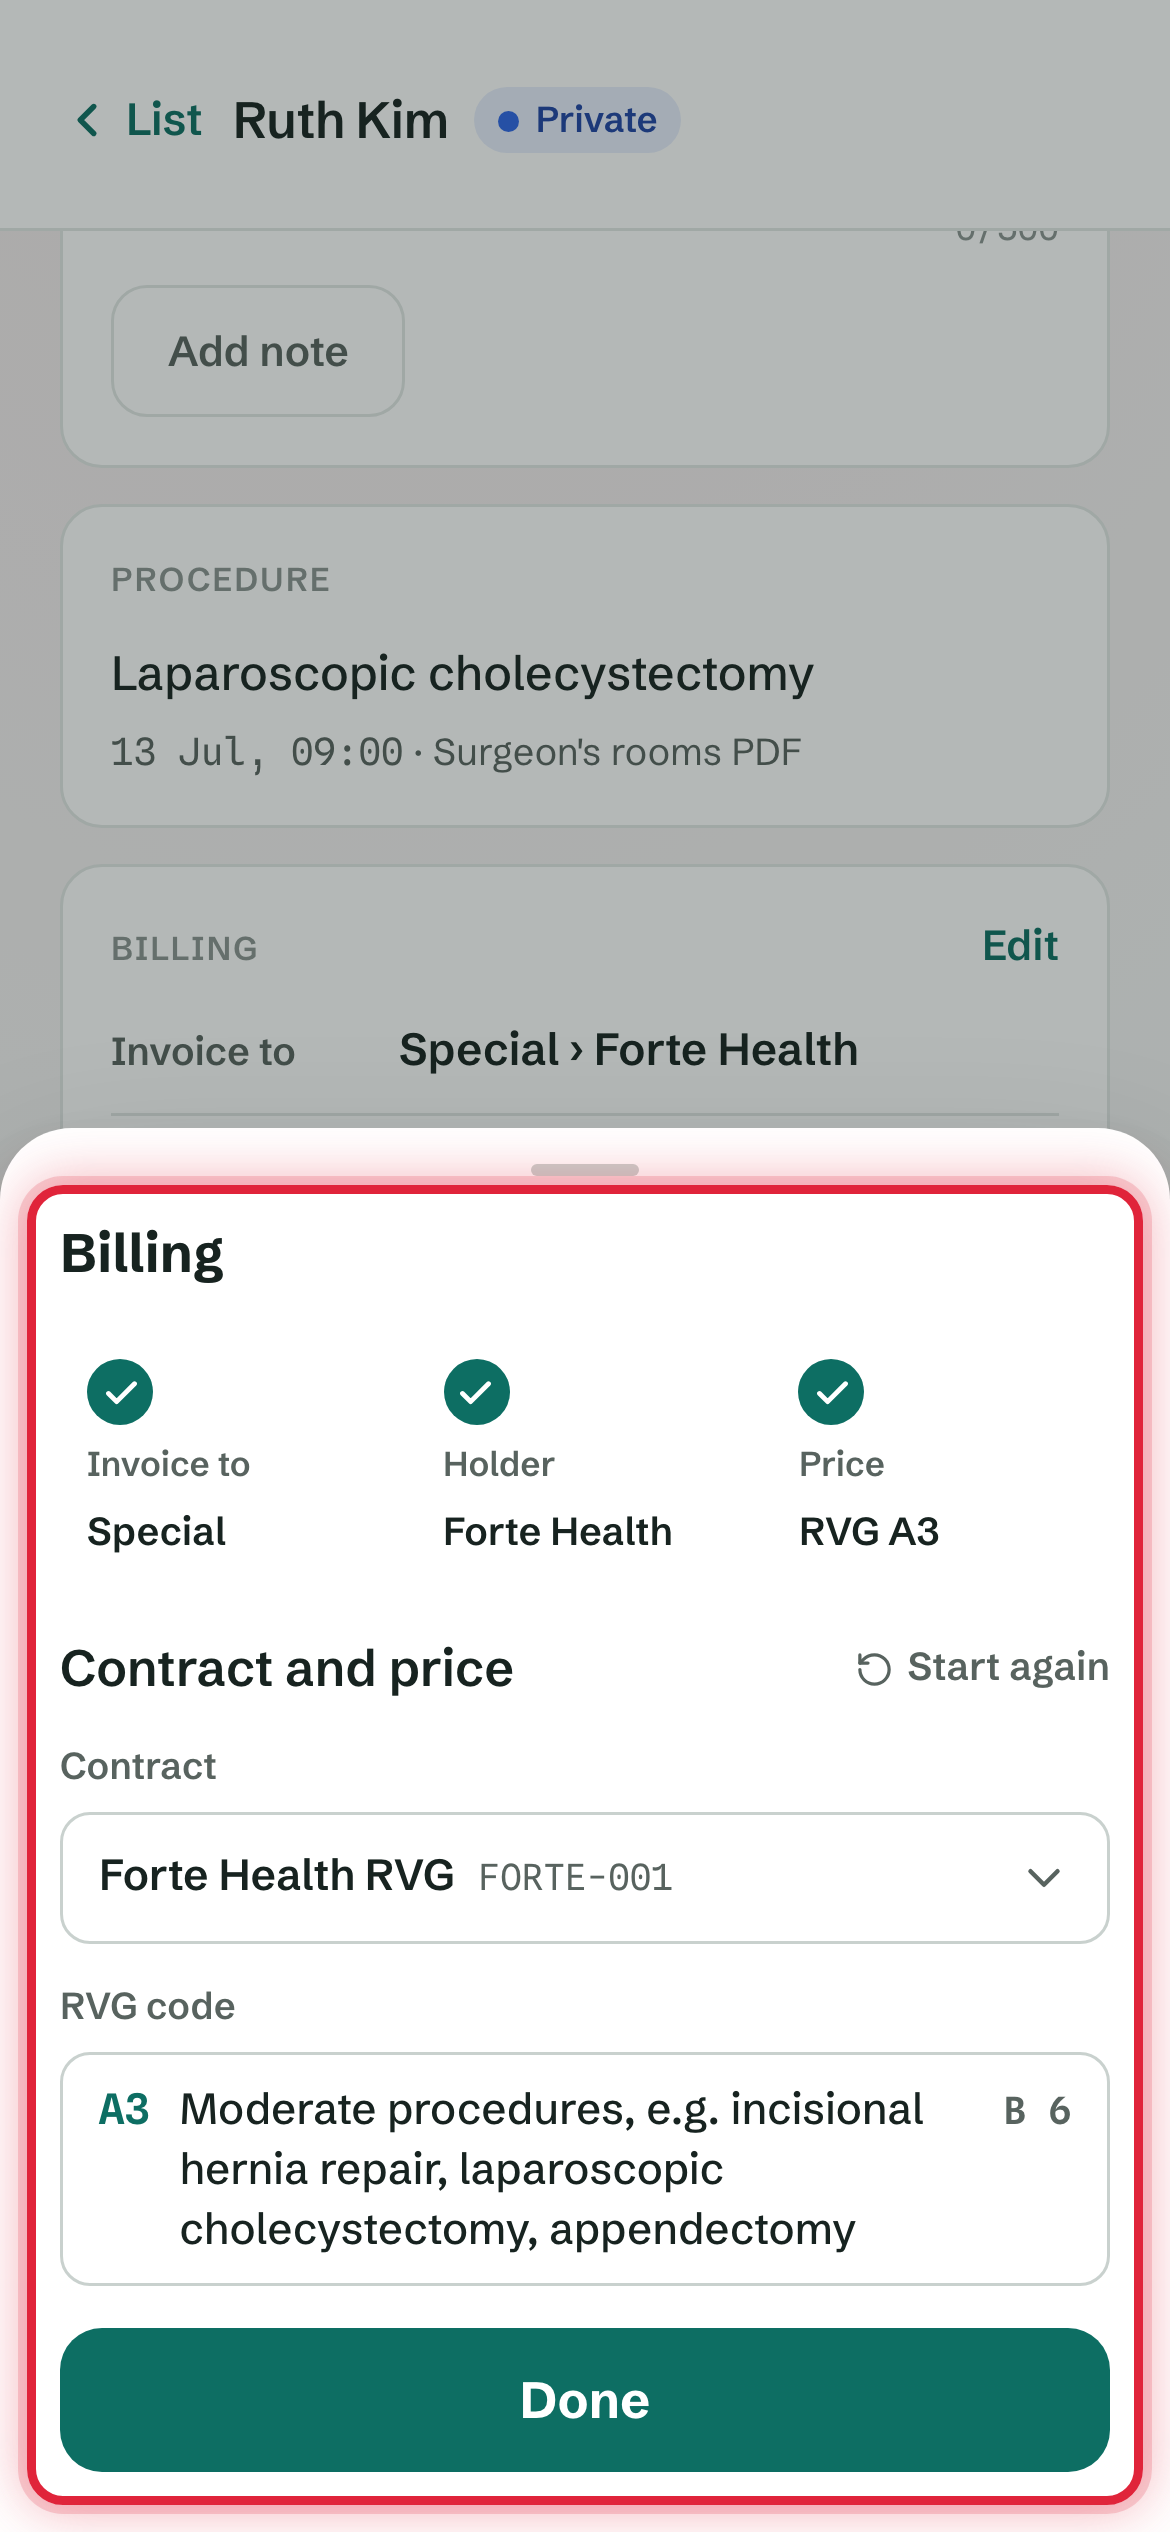 List Ruth Kim Private
Add note
PROCEDURE
Laparoscopic cholecystectomy
13 Jul, 09:00 · Surgeon's rooms PDF
BILLING Edit
Invoice to Special › Forte Health
Billing
Invoice to Holder Price
Special Forte Health RVG A3
Contract and price Start again
Contract
Forte Health RVG FORTE-001
RVG code
A3 Moderate procedures, e.g. incisional B 6
hernia repair, laparoscopic
cholecystectomy, appendectomy
Done